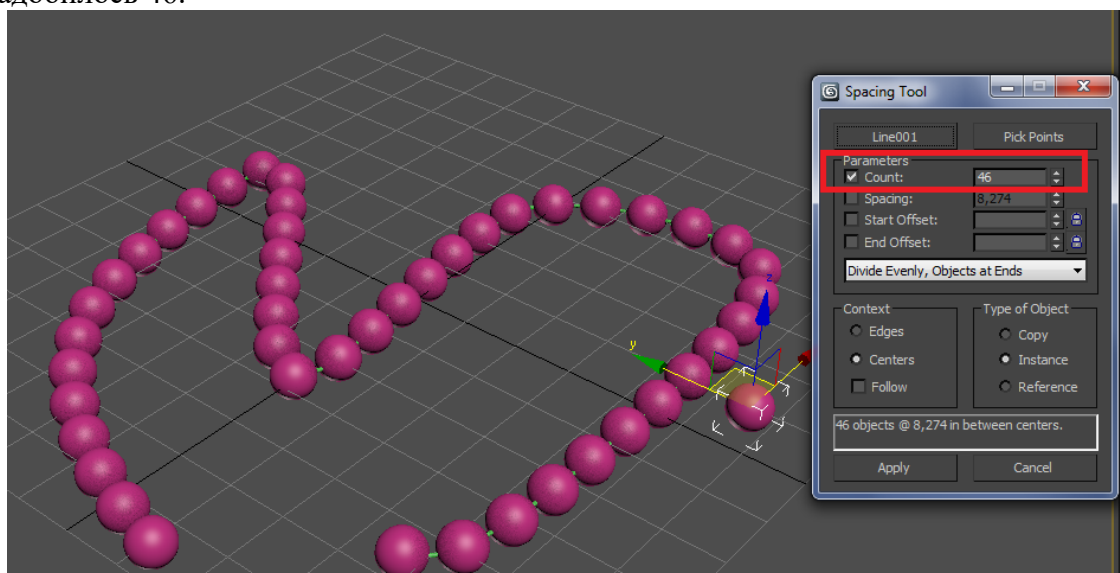 адобилось 46.
Spacing Tool
Line001 Pick Points
Parameters
Count: 46
Spacing: 8,274
Start Offset:
End Offset:
Divide Evenly, Objects at Ends
Context Type of Object
Edges Copy
Centers Instance
Follow Reference
46 objects @ 8,274 in between centers.
Apply Cancel
z
y